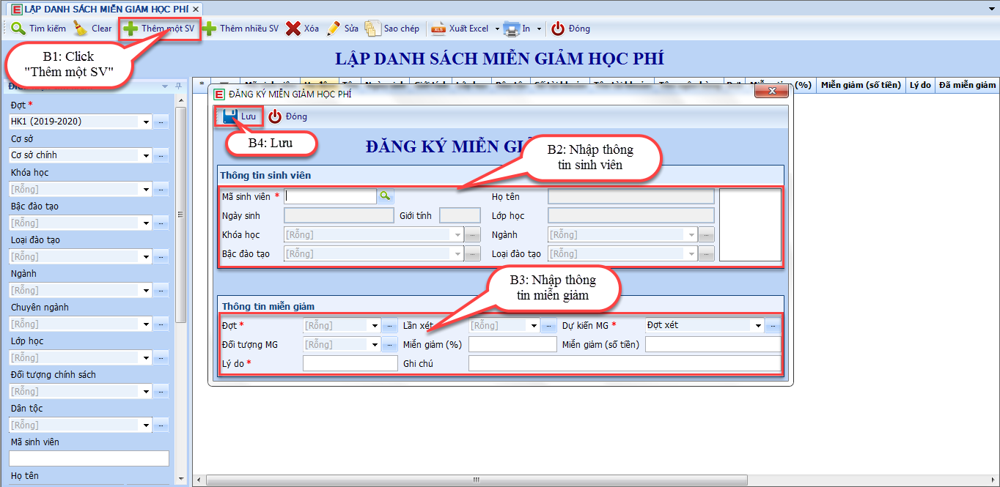 LẬP DANH SÁCH MIỄN GIẢM HỌC PHÍ
Tìm kiếm Clear Thêm một SV Thêm nhiều SV Xóa Sửa Sao chép Xuất Excel In Đóng
B1: Click
"Thêm một SV"
LẬP DANH SÁCH MIỄN GIẢM HỌC PHÍ
(%) Miễn giảm (số tiền) Lý do Đã miễn giảm
Đợt *
HK1 (2019-2020)
Cơ sở
Cơ sở chính
Khóa học
[Rỗng]
Bậc đào tạo
[Rỗng]
Loại đào tạo
[Rỗng]
Ngành
[Rỗng]
Chuyên ngành
[Rỗng]
Lớp học
[Rỗng]
Đối tượng chính sách
[Rỗng]
Dân tộc
[Rỗng]
Mã sinh viên
Họ tên
ĐĂNG KÝ MIỄN GIẢM HỌC PHÍ
Lưu Đóng
B4: Lưu
ĐĂNG KÝ MIỄN
B2: Nhập thông
tin sinh viên
Thông tin sinh viên
Mã sinh viên * Họ tên
Ngày sinh Giới tính Lớp học
Khóa học [Rỗng] Ngành [Rỗng]
Bậc đào tạo [Rỗng] Loại đào tạo [Rỗng]
B3: Nhập thông
tin miễn giảm
Thông tin miễn giảm
Đợt * [Rỗng] Lần xét [Rỗng] Dự kiến MG * Đợt xét
Đối tượng MG [Rỗng] Miễn giảm (%) Miễn giảm (số tiền)
Lý do * Ghi chú